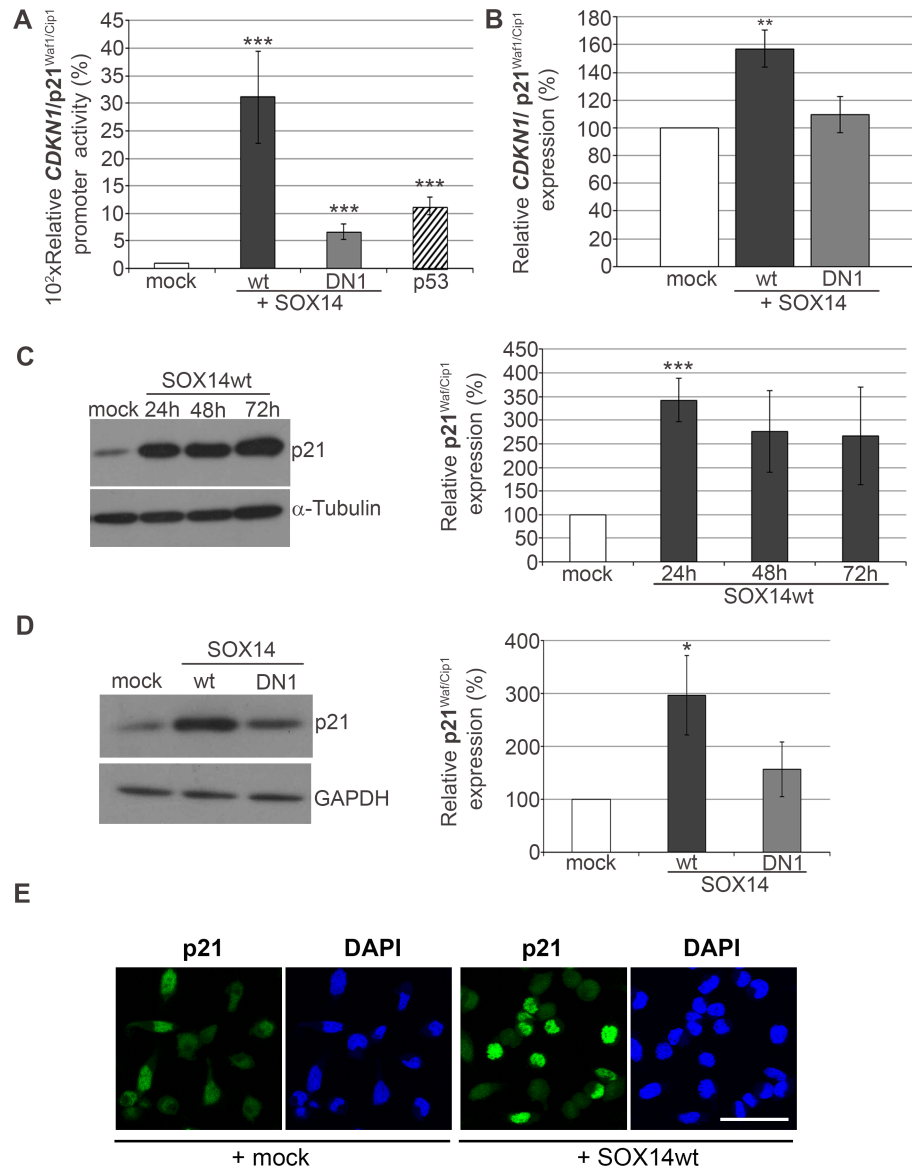 A
45
40
35
30
25
20
15
10
5
0
10²xRelative CDKN1/p21Waf1/Cip1
promoter activity (%)
***
***
***
mock
wt
DN1
p53
+ SOX14
B
180
160
140
120
100
80
60
40
20
0
Relative CDKN1/ p21Waf1/Cip1
expression (%)
**
mock
wt
DN1
+ SOX14
C
SOX14wt
mock 24h 48h 72h
p21
α-Tubulin
450
400
350
300
250
200
150
100
50
0
Relative p21Waf/Cip1
expression (%)
***
mock
24h
48h
72h
SOX14wt
D
SOX14
mock wt DN1
p21
GAPDH
400
300
200
100
0
Relative p21Waf/Cip1
expression (%)
*
mock
wt
DN1
SOX14
E
p21 DAPI p21 DAPI
+ mock + SOX14wt